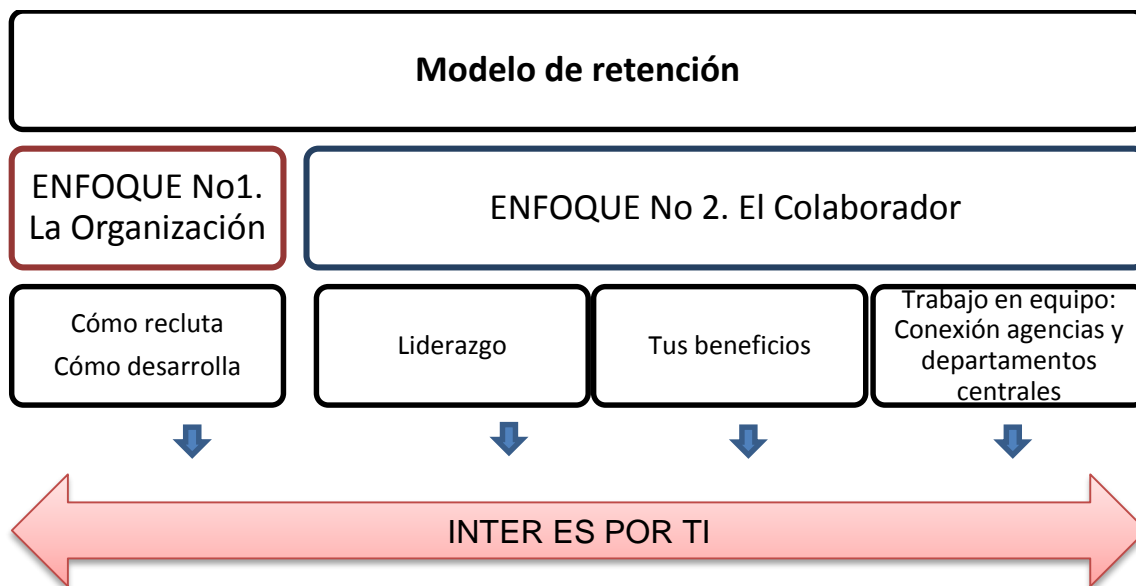 Modelo de retención
ENFOQUE No1.
La Organización
ENFOQUE No 2. El Colaborador
Cómo recluta
Cómo desarrolla
Liderazgo
Tus beneficios
Trabajo en equipo:
Conexión agencias y
departamentos
centrales
INTER ES POR TI